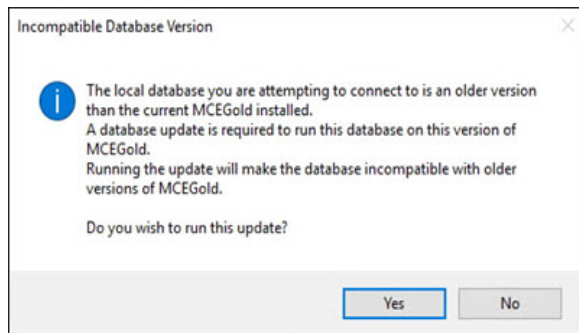 Incompatible Database Version
The local database you are attempting to connect to is an older version
than the current MCEGold installed.
A database update is required to run this database on this version of
MCEGold.
Running the update will make the database incompatible with older
versions of MCEGold.
Do you wish to run this update?
Yes No